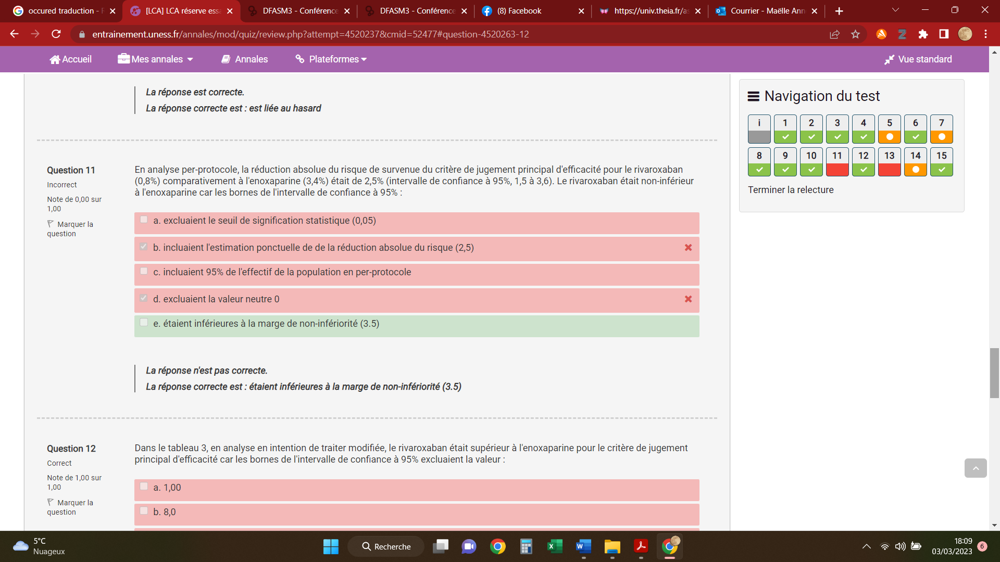 occured traduction -
[LCA] LCA réserve ess
DFASM3 - Conférence
DFASM3 - Conférence
(8) Facebook
https://univ.theia.fr/a
Courrier - Maëlle Ann
entrainement.uness.fr/annales/mod/quiz/review.php?attempt=4520237&cmid=52477#question-4520263-12
Accueil
Mes annales
Annales
Plateformes
Vue standard
La réponse est correcte.
La réponse correcte est : est liée au hasard
Navigation du test
i 1 2 3 4 5 6 7
8 9 10 11 12 13 14 15
Terminer la relecture
Question 11
Incorrect
Note de 0,00 sur
1,00
Marquer la
question
En analyse per-protocole, la réduction absolue du risque de survenue du critère de jugement principal d'efficacité pour le rivaroxaban
(0,8%) comparativement à l'enoxaparine (3,4%) était de 2,5% (intervalle de confiance à 95%, 1,5 à 3,6). Le rivaroxaban était non-inférieur
à l'enoxaparine car les bornes de l'intervalle de confiance à 95% :
a. excluaient le seuil de signification statistique (0,05)
b. incluaient l'estimation ponctuelle de de la réduction absolue du risque (2,5)
c. incluaient 95% de l'effectif de la population en per-protocole
d. excluaient la valeur neutre 0
e. étaient inférieures à la marge de non-infériorité (3.5)
La réponse n'est pas correcte.
La réponse correcte est : étaient inférieures à la marge de non-infériorité (3.5)
Question 12
Correct
Note de 1,00 sur
1,00
Marquer la
question
Dans le tableau 3, en analyse en intention de traiter modifiée, le rivaroxaban était supérieur à l'enoxaparine pour le critère de jugement
principal d'efficacité car les bornes de l'intervalle de confiance à 95% excluaient la valeur :
a. 1,00
b. 8,0
5°C
Nuageux
Recherche
18:09
03/03/2023
6